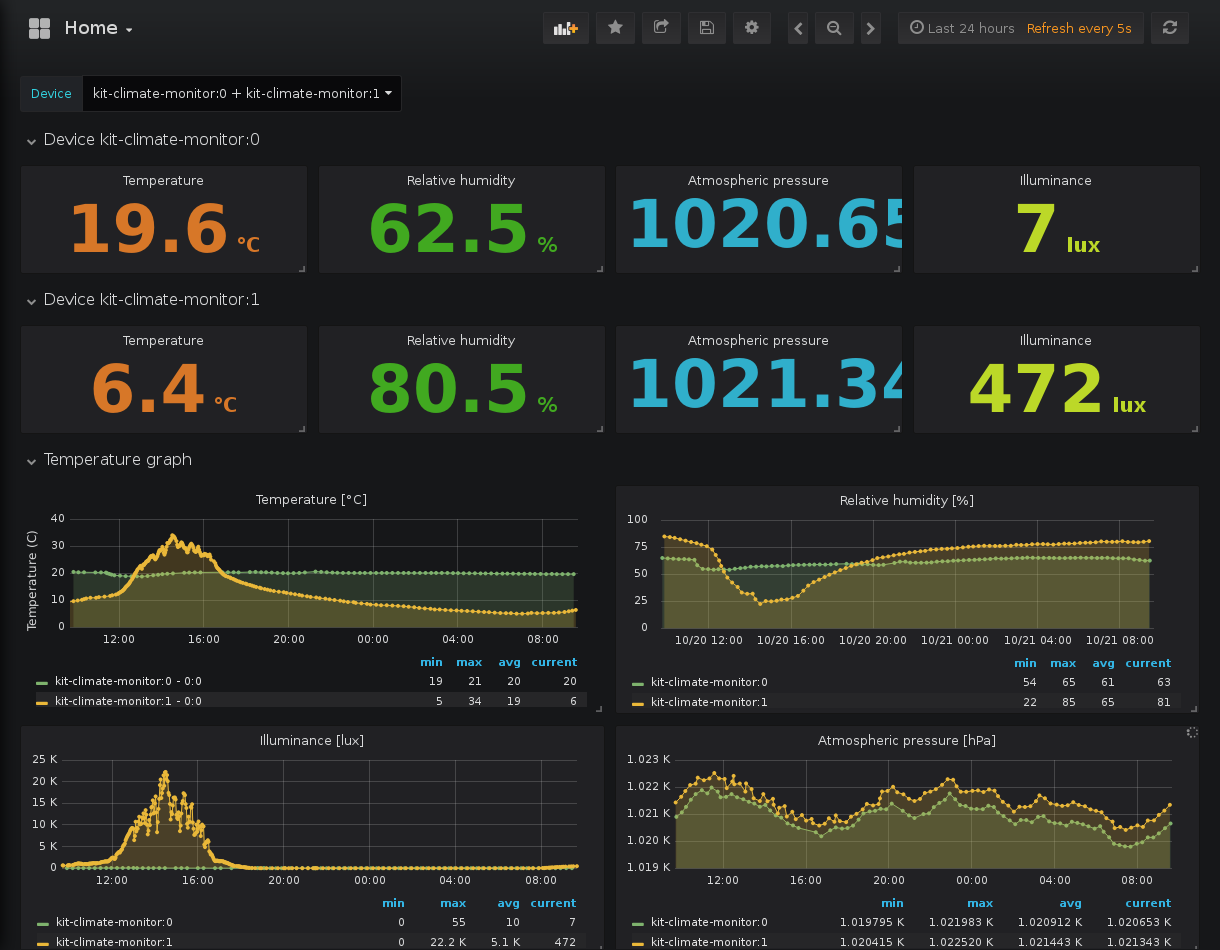 Home
Last 24 hours Refresh every 5s
Device kit-climate-monitor:0 + kit-climate-monitor:1
Device kit-climate-monitor:0
Temperature Relative humidity Atmospheric pressure Illuminance
19.6 °C 62.5 % 1020.65 7 lux
Device kit-climate-monitor:1
Temperature Relative humidity Atmospheric pressure Illuminance
6.4 °C 80.5 % 1021.34 472 lux
Temperature graph
Temperature [°C]
Temperature (C)
40
30
20
10
0
12:00 16:00 20:00 00:00 04:00 08:00
min max avg current
kit-climate-monitor:0 - 0:0 19 21 20 20
kit-climate-monitor:1 - 0:0 5 34 19 6
Relative humidity [%]
100
75
50
25
0
10/20 12:00 10/20 16:00 10/20 20:00 10/21 00:00 10/21 04:00 10/21 08:00
min max avg current
kit-climate-monitor:0 54 65 61 63
kit-climate-monitor:1 22 85 65 81
Illuminance [lux]
25 K
20 K
15 K
10 K
5 K
0
12:00 16:00 20:00 00:00 04:00 08:00
min max avg current
kit-climate-monitor:0 0 55 10 7
kit-climate-monitor:1 0 22.2 K 5.1 K 472
Atmospheric pressure [hPa]
1.023 K
1.022 K
1.021 K
1.020 K
1.019 K
12:00 16:00 20:00 00:00 04:00 08:00
min max avg current
kit-climate-monitor:0 1.019795 K 1.021983 K 1.020912 K 1.020653 K
kit-climate-monitor:1 1.020415 K 1.022520 K 1.021443 K 1.021343 K